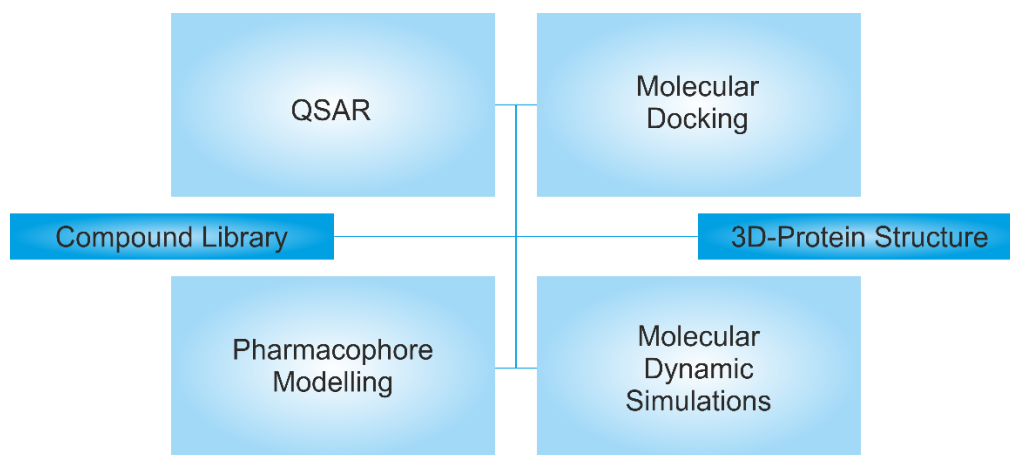 QSAR
Molecular
Docking
Compound Library
3D-Protein Structure
Pharmacophore
Modelling
Molecular
Dynamic
Simulations